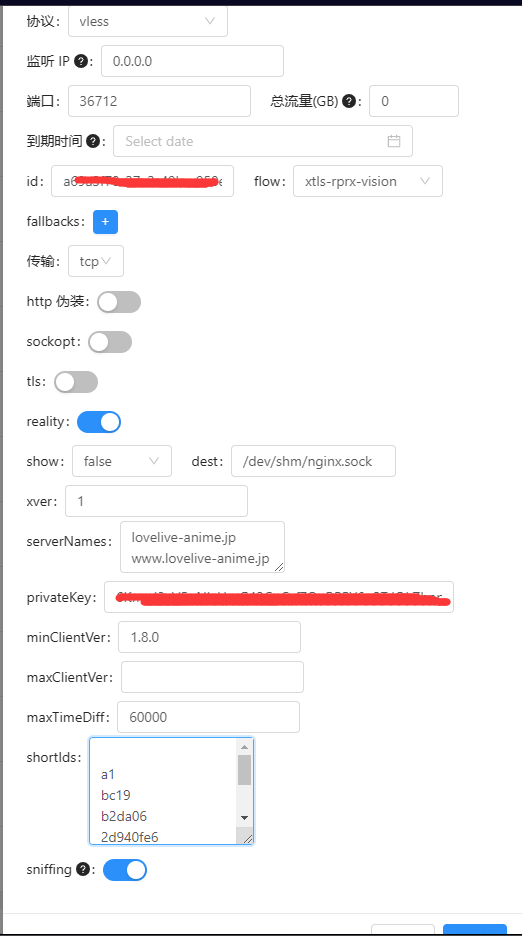 协议: vless
监听 IP ?: 0.0.0.0
端口: 36712 总流量(GB) ?: 0
到期时间 ?: Select date
id: flow: xtls-rprx-vision
fallbacks: +
传输: tcp
http 伪装:
sockopt:
tls:
reality:
show: false dest: /dev/shm/nginx.sock
xver: 1
serverNames: lovelive-anime.jp
www.lovelive-anime.jp
privateKey:
minClientVer: 1.8.0
maxClientVer:
maxTimeDiff: 60000
shortIds:
a1
bc19
b2da06
2d940fe6
sniffing ?: